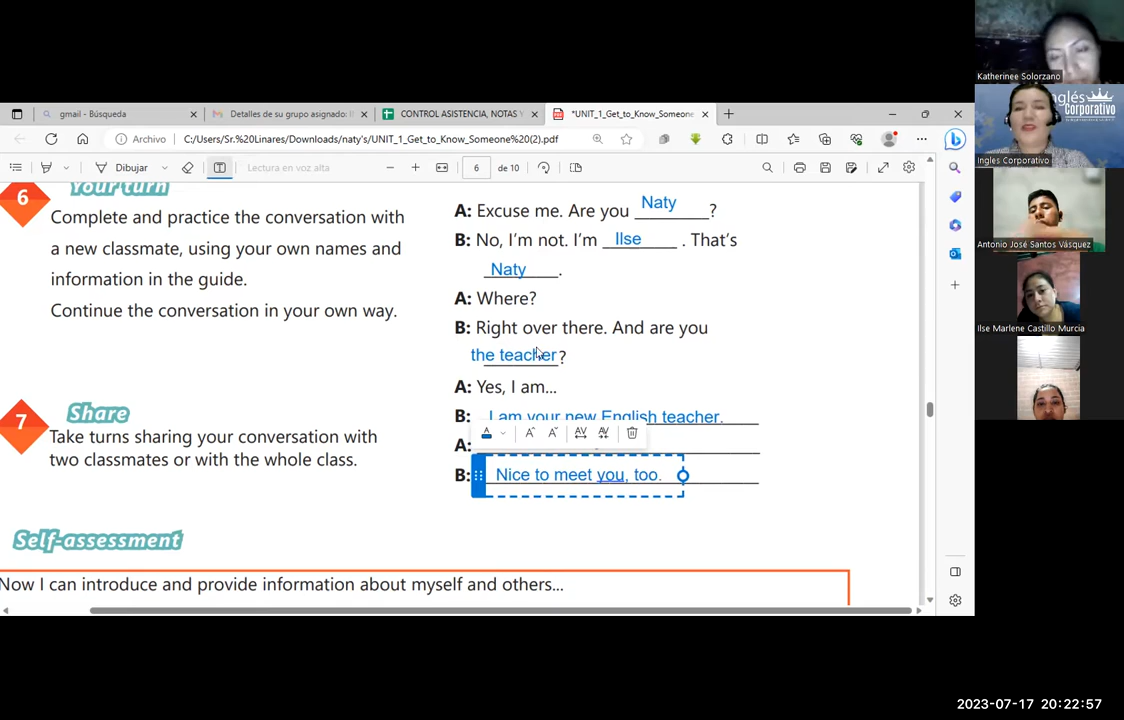 gmail - Búsqueda
Detalles de su grupo asignado:
CONTROL ASISTENCIA, NOTAS
*UNIT_1_Get_to_Know_Someone
Archivo
C:/Users/Sr.%20Linares/Downloads/naty's/UNIT_1_Get_to_Know_Someone%20(2).pdf
Dibujar
Lectura en voz alta
6
de 10
6
Your turn
Complete and practice the conversation with
a new classmate, using your own names and
information in the guide.
Continue the conversation in your own way.
A: Excuse me. Are you Naty ?
B: No, I'm not. I'm Ilse . That's
Naty .
A: Where?
B: Right over there. And are you
the teacher ?
A: Yes, I am...
B: I am your new English teacher.
A:
B: Nice to meet you, too.
7
Share
Take turns sharing your conversation with
two classmates or with the whole class.
Self-assessment
Now I can introduce and provide information about myself and others...
Katherinee Solorzano
Inglés
Corporativo
Ingles Corporativo
Antonio José Santos Vásquez
Ilse Marlene Castillo Murcia
2023-07-17 20:22:57